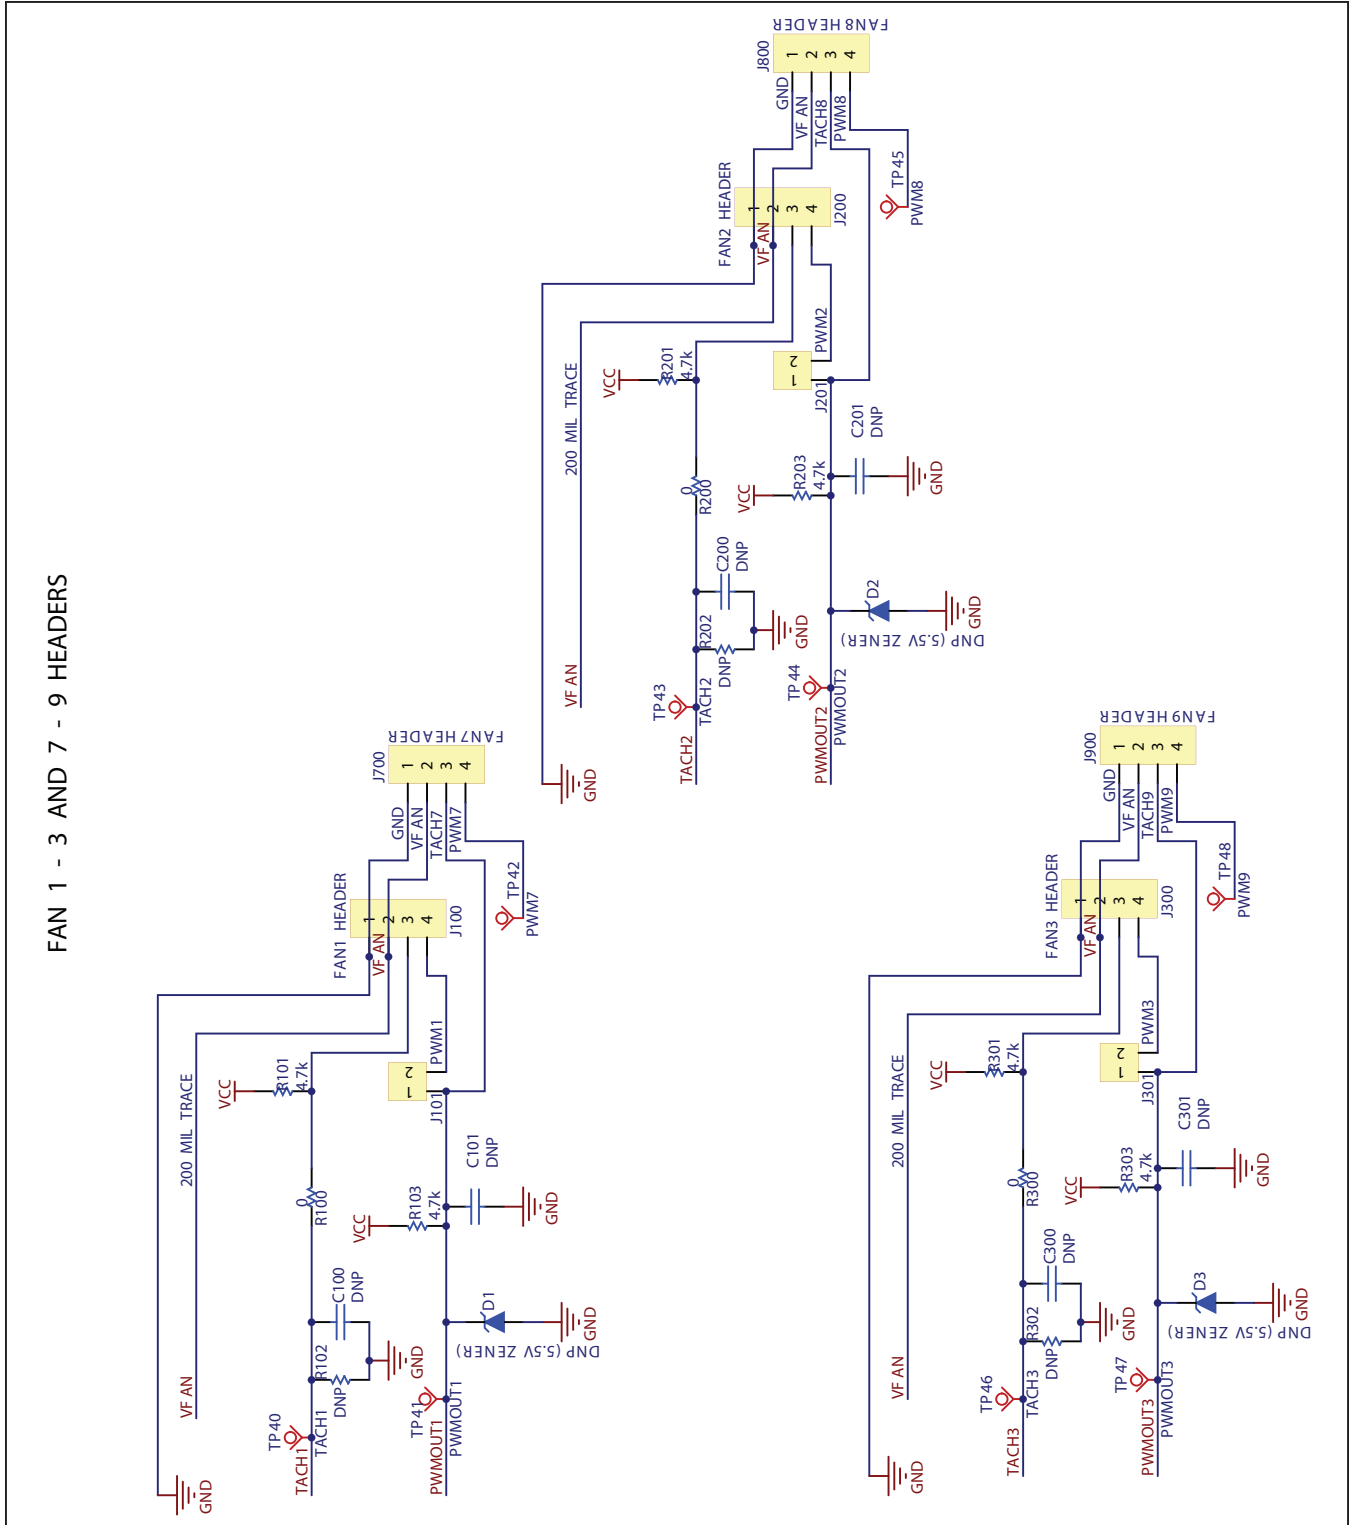 FAN 1 - 3 AND 7 - 9 HEADERS
GND
VF AN
200 MIL TRACE
TACH1
TP40
TACH1
R102
DNP
C100
DNP
GND
0
R100
VCC
R101
4.7k
PWMOUT1
TP41
PWMOUT1
D1
DNP (5.5V ZENER)
GND
VCC
R103
4.7k
C101
DNP
GND
J101
1
2
PWM1
FAN1 HEADER
VF AN
1
2
3
4
J100
TP42
PWM7
GND
VF AN
TACH7
PWM7
J700
1
2
3
4
FAN7 HEADER
GND
VF AN
200 MIL TRACE
TACH2
TP43
TACH2
R202
DNP
C200
DNP
GND
0
R200
VCC
R201
4.7k
PWMOUT2
TP44
PWMOUT2
D2
DNP (5.5V ZENER)
GND
VCC
R203
4.7k
C201
DNP
GND
J201
1
2
PWM2
FAN2 HEADER
VF AN
1
2
3
4
J200
TP45
PWM8
GND
VF AN
TACH8
PWM8
J800
1
2
3
4
FAN8 HEADER
GND
VF AN
200 MIL TRACE
TACH3
TP46
TACH3
R302
DNP
C300
DNP
GND
0
R300
VCC
R301
4.7k
PWMOUT3
TP47
PWMOUT3
D3
DNP (5.5V ZENER)
GND
VCC
R303
4.7k
C301
DNP
GND
J301
1
2
PWM3
FAN3 HEADER
VF AN
1
2
3
4
J300
TP48
PWM9
GND
VF AN
TACH9
PWM9
J900
1
2
3
4
FAN9 HEADER